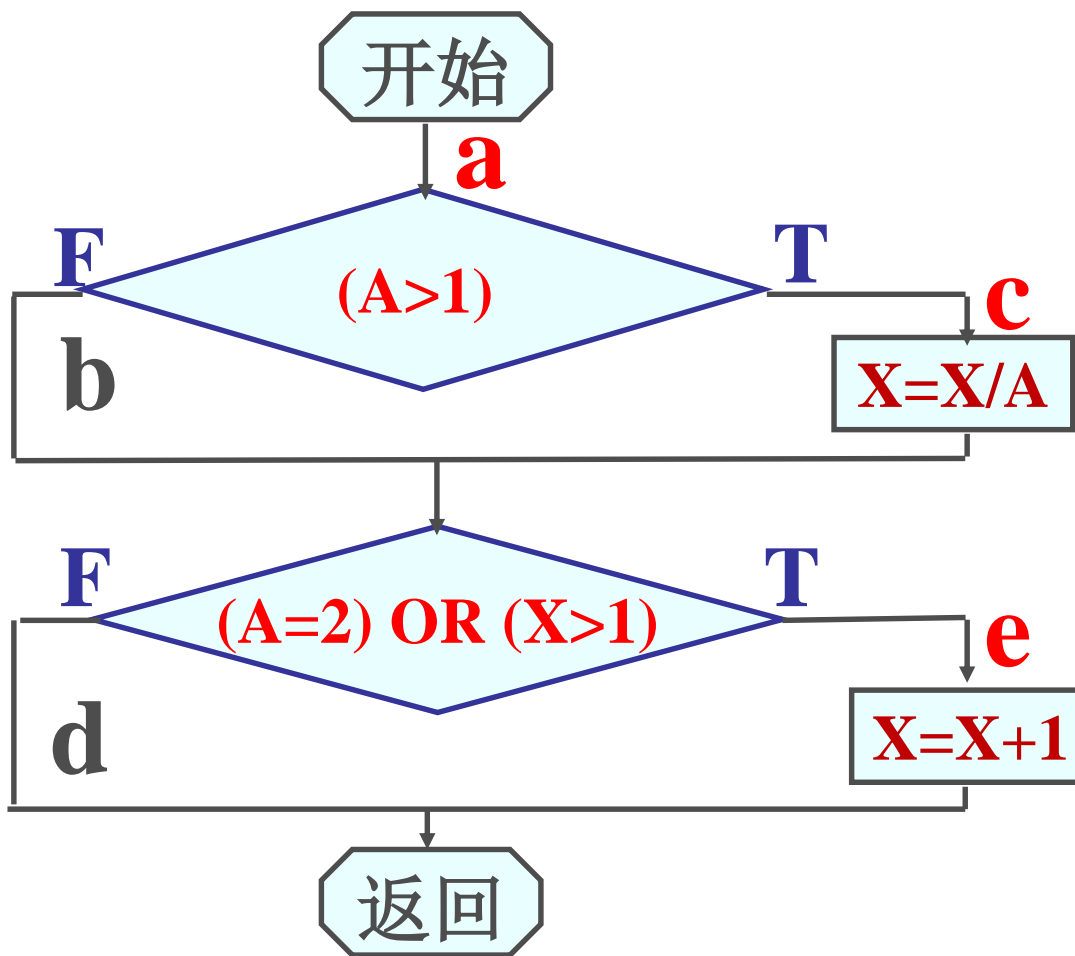 开始
a
F
T
(A>1)
c
b
X=X/A
F
T
(A=2) OR (X>1)
e
d
X=X+1
返回